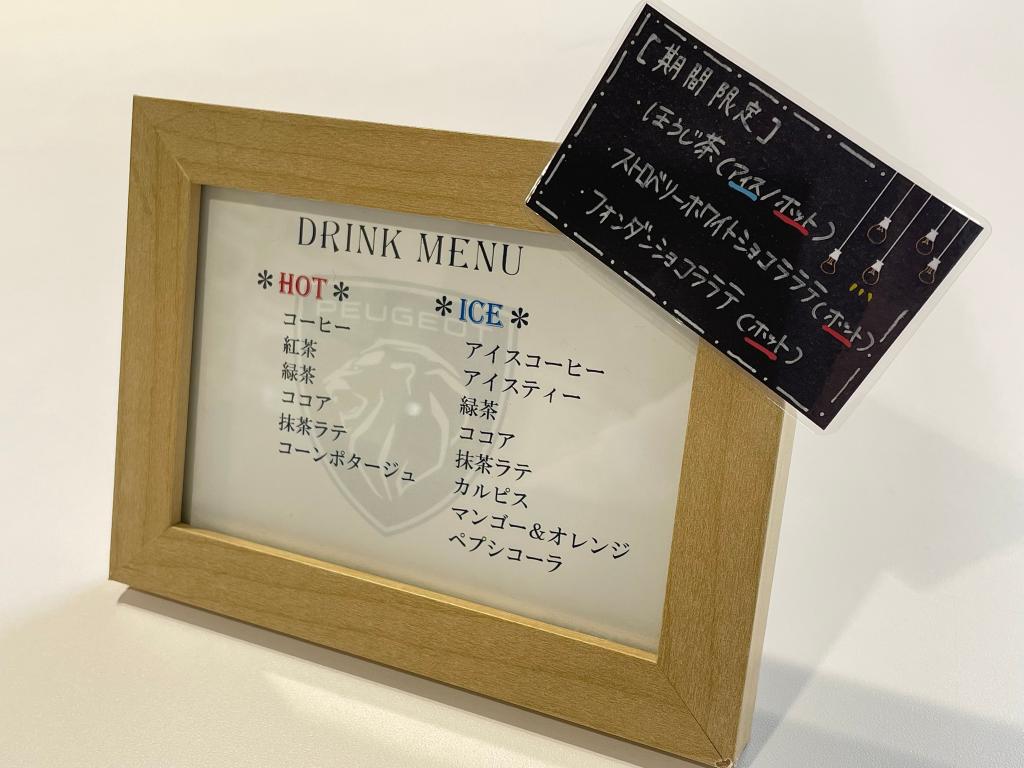 DRINK MENU
PEUGEOT
*HOT*
コーヒー
紅茶
緑茶
ココア
抹茶ラテ
コーンポタージュ
*ICE*
アイスコーヒー
アイスティー
緑茶
ココア
抹茶ラテ
カルピス
マンゴー＆オレンジ
ペプシコーラ
[期間限定]
ほうじ茶(アイス/ホット)
ストロベリーホワイトショコララテ(ホット)
フォンダンショコララテ (ホット)